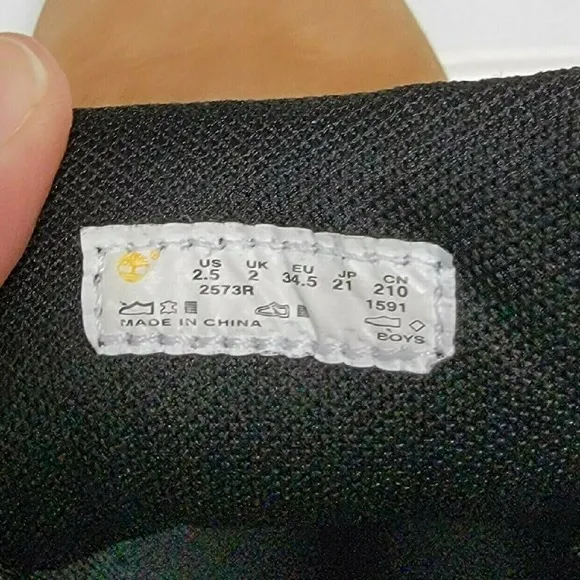 US UK EU JP CN
2.5 2 34.5 21 210
2573R 1591
MADE IN CHINA BOYS